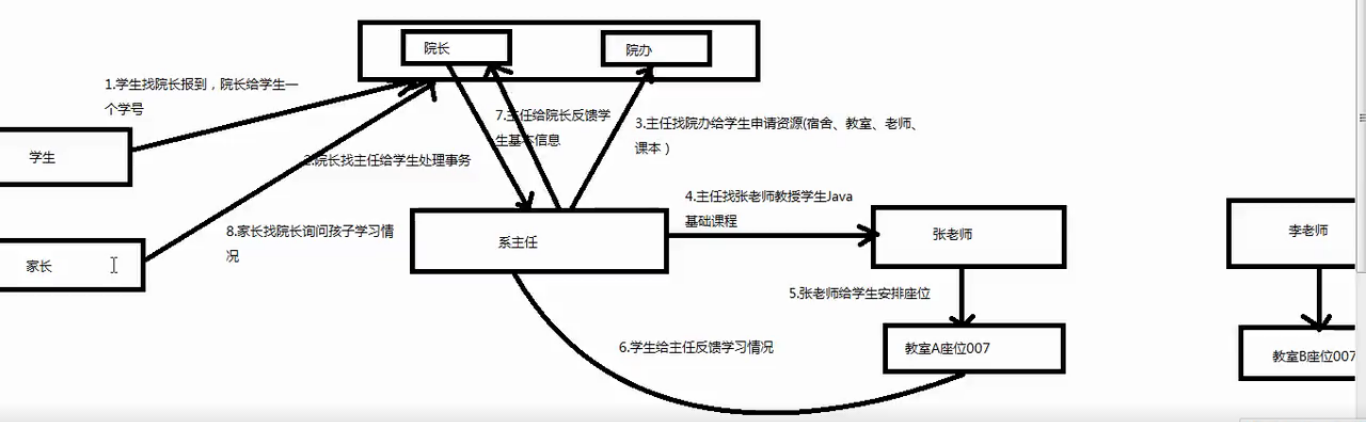 院长
院办
1.学生找院长报到，院长给学生一
个学号
7.主任给院长反馈学
生基本信息
3.主任找院办给学生申请资源(宿舍、教室、老师、
课本）
学生
2.院长找主任给学生处理事务
4.主任找张老师教授学生Java
基础课程
8.家长找院长询问孩子学习情
况
系主任
张老师
李老师
家长
5.张老师给学生安排座位
6.学生给主任反馈学习情况
教室A座位007
教室B座位007